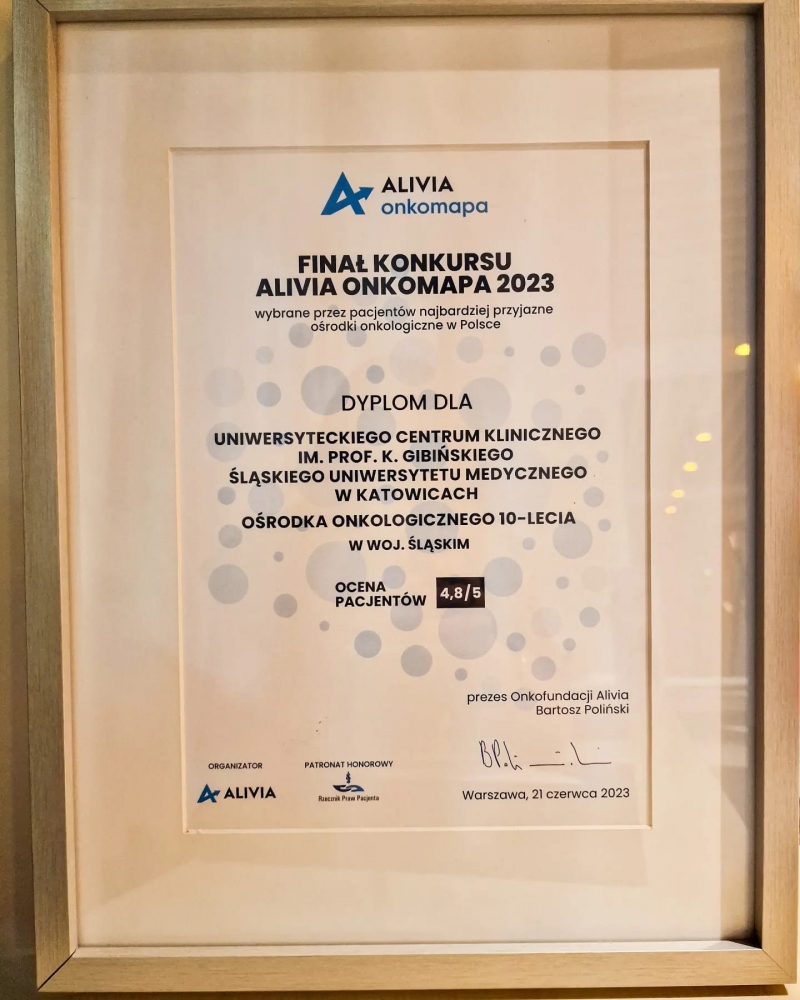 ALIVIA
onkomapa
FINAŁ KONKURSU
ALIVIA ONKOMAPA 2023
wybrane przez pacjentów najbardziej przyjazne
ośrodki onkologiczne w Polsce
DYPLOM DLA
UNIWERSYTECKIEGO CENTRUM KLINICZNEGO
IM. PROF. K. GIBIŃSKIEGO
ŚLĄSKIEGO UNIWERSYTETU MEDYCZNEGO
W KATOWICACH
OŚRODKA ONKOLOGICZNEGO 10-LECIA
W WOJ. ŚLĄSKIM
OCENA
PACJENTÓW 4,8/5
prezes Onkofundacji Alivia
Bartosz Poliński
ORGANIZATOR
ALIVIA
PATRONAT HONOROWY
Rzecznik Praw Pacjenta
Warszawa, 21 czerwca 2023